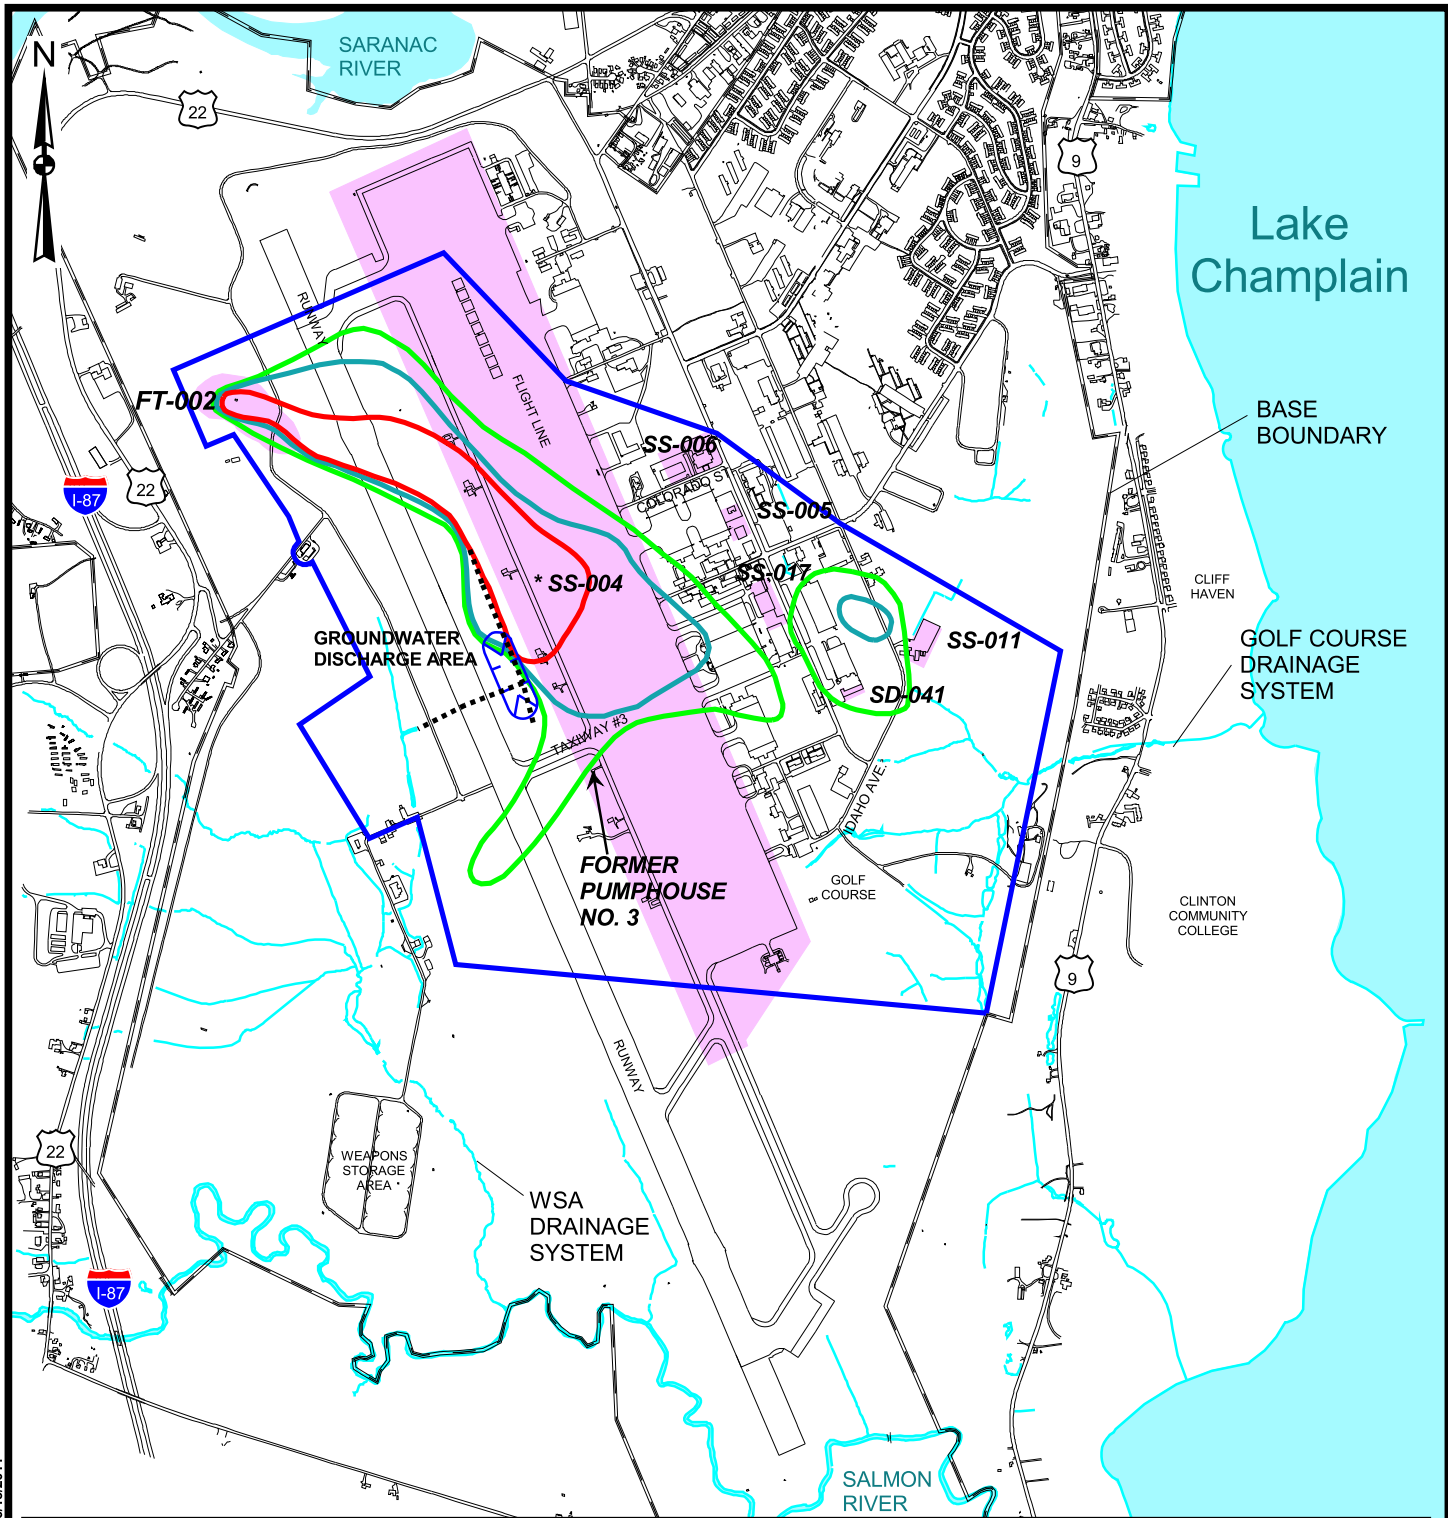 SARANAC
RIVER
N
22
9
Lake
Champlain
RUNWAY
FLIGHT LINE
FT-002
BASE
BOUNDARY
SS-006
COLORADO ST
I-87
22
SS-005
SS-017
* SS-004
CLIFF
HAVEN
GROUNDWATER
DISCHARGE AREA
SS-011
GOLF COURSE
DRAINAGE
SYSTEM
SD-041
TAXIWAY #3
IDAHO AVE.
FORMER
PUMPHOUSE
NO. 3
GOLF
COURSE
CLINTON
COMMUNITY
COLLEGE
9
RUNWAY
22
WEAPONS
STORAGE
AREA
WSA
DRAINAGE
SYSTEM
I-87
SALMON
RIVER